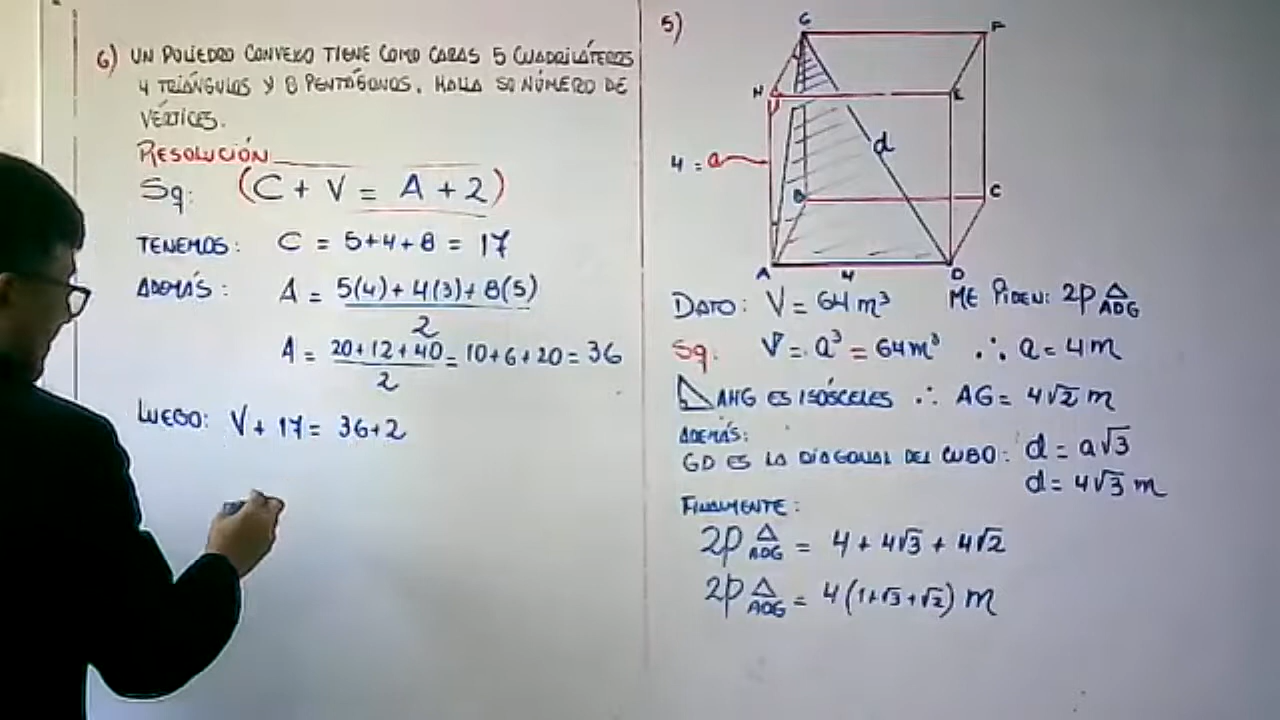 6) UN POLIEDRO CONVEXO TIENE COMO CARAS 5 CUADRILÁTEROS
4 TRIÁNGULOS Y 8 PENTÁGONOS. HALLA SU NÚMERO DE
VÉRTICES.
RESOLUCIÓN
Sq: (C + V = A + 2)
TENEMOS: C = 5+4+8 = 17
ADEMÁS: A = 5(4)+4(3)+8(5)
2
A = 20+12+40 = 10+6+20 = 36
2
LUEGO: V + 17 = 36+2
5)
G F
H E
4 = a d
B C
A 4 D
DATO: V = 64 m³ ME PIDEN: 2p △ ADG
Sq: V = a³ = 64 m³ ∴ a = 4 m
◺ AHG ES ISÓSCELES ∴ AG = 4√2 m
ADEMÁS:
GD ES LA DIAGONAL DEL CUBO: d = a√3
d = 4√3 m
FINALMENTE:
2p △ ADG = 4 + 4√3 + 4√2
2p △ ADG = 4(1+√3+√2) m